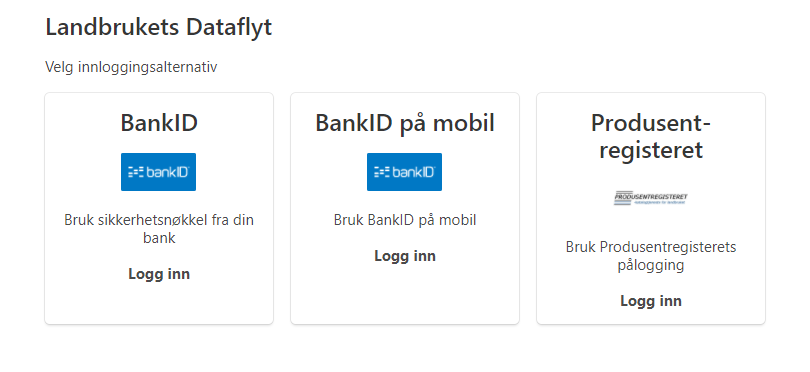 Landbrukets Dataflyt
Velg innloggingsalternativ
BankID
bankID
Bruk sikkerhetsnøkkel fra din
bank
Logg inn
BankID på mobil
bankID
Bruk BankID på mobil
Logg inn
Produsent-
registeret
PRODUSENTREGISTERET
Bruk Produsentregisterets
pålogging
Logg inn